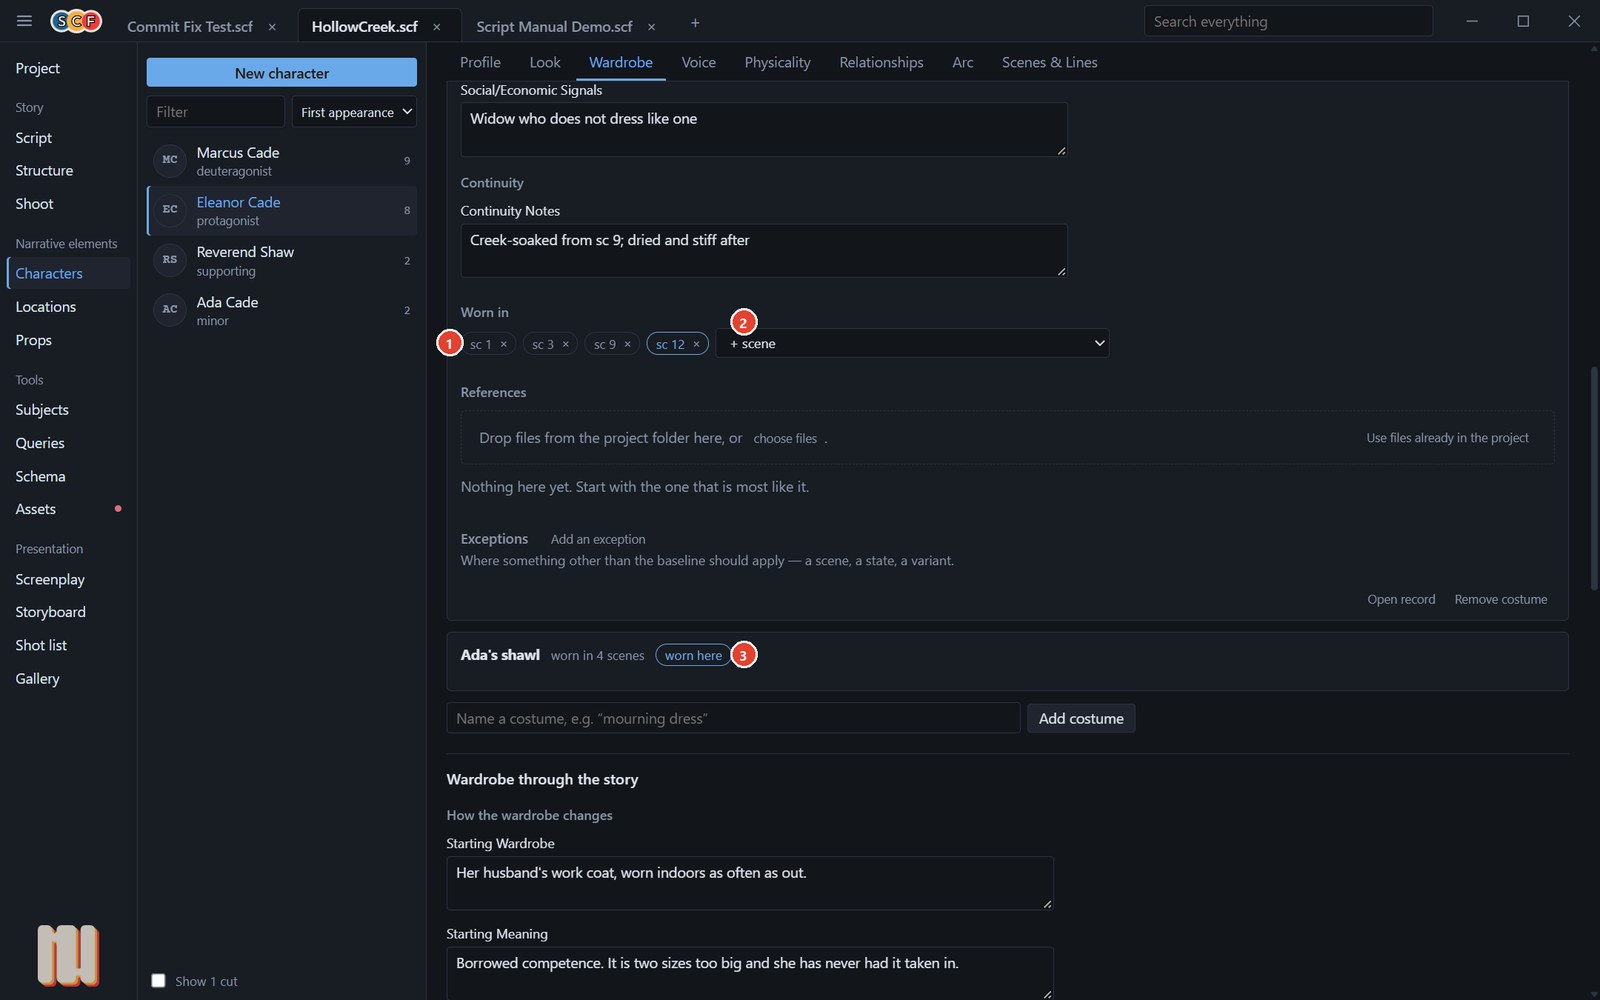 SCF
Commit Fix Test.scf ×
HollowCreek.scf ×
Script Manual Demo.scf ×
+
Search everything
Project
Story
Script
Structure
Shoot
Narrative elements
Characters
Locations
Props
Tools
Subjects
Queries
Schema
Assets
Presentation
Screenplay
Storyboard
Shot list
Gallery
New character
Filter
First appearance
MC
Marcus Cade
deuteragonist
9
EC
Eleanor Cade
protagonist
8
RS
Reverend Shaw
supporting
2
AC
Ada Cade
minor
2
Show 1 cut
Profile Look Wardrobe Voice Physicality Relationships Arc Scenes & Lines
Social/Economic Signals
Widow who does not dress like one
Continuity
Continuity Notes
Creek-soaked from sc 9; dried and stiff after
Worn in
2
1 sc 1 × sc 3 × sc 9 × sc 12 × + scene
References
Drop files from the project folder here, or choose files . Use files already in the project
Nothing here yet. Start with the one that is most like it.
Exceptions Add an exception
Where something other than the baseline should apply — a scene, a state, a variant.
Open record Remove costume
Ada's shawl worn in 4 scenes worn here 3
Name a costume, e.g. "mourning dress" Add costume
Wardrobe through the story
How the wardrobe changes
Starting Wardrobe
Her husband's work coat, worn indoors as often as out.
Starting Meaning
Borrowed competence. It is two sizes too big and she has never had it taken in.